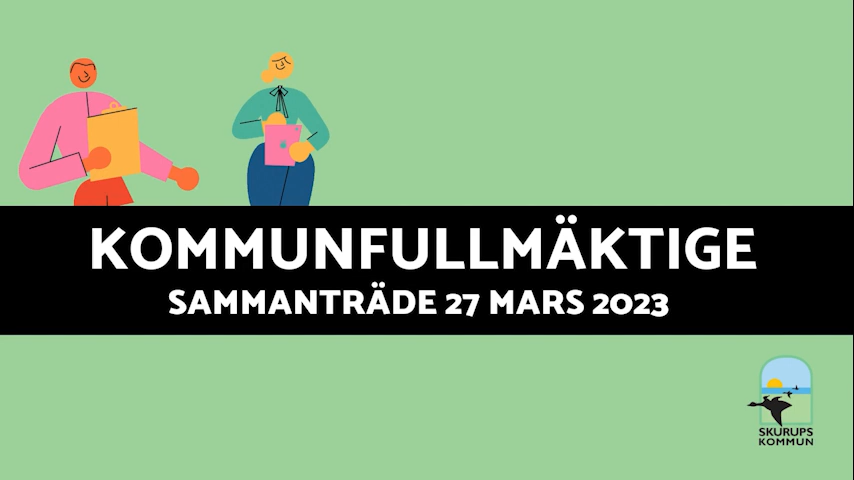 KOMMUNFULLMÄKTIGE
SAMMANTRÄDE 27 MARS 2023
SKURUPS
KOMMUN